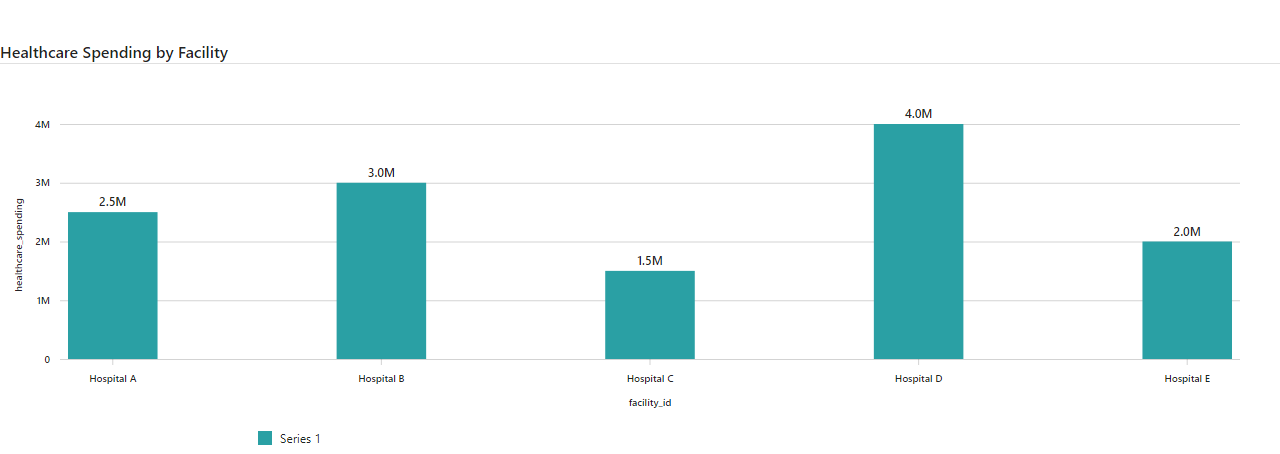 Healthcare Spending by Facility
4.0M
4M
3.0M
3M
2.5M
healthcare_spending
2M
2.0M
1.5M
1M
0
Hospital A Hospital B Hospital C Hospital D Hospital E
facility_id
Series 1